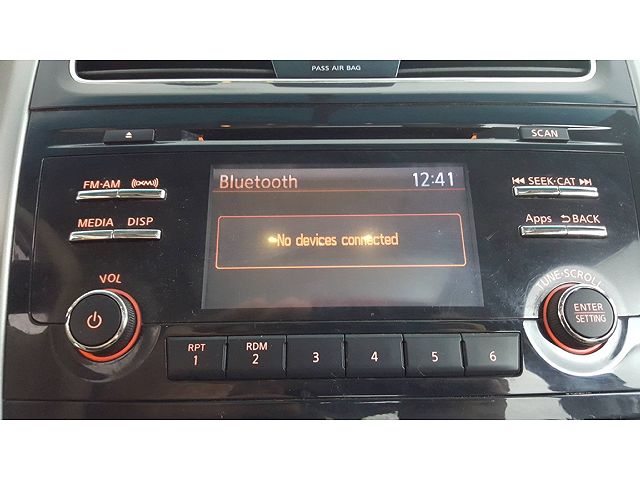 PASS AIR BAG
SCAN
FM·AM ((XM))
MEDIA DISP
Bluetooth 12:41
No devices connected
SEEK·CAT
Apps BACK
VOL
TUNE·SCROLL
ENTER
SETTING
RPT
1
RDM
2
3
4
5
6